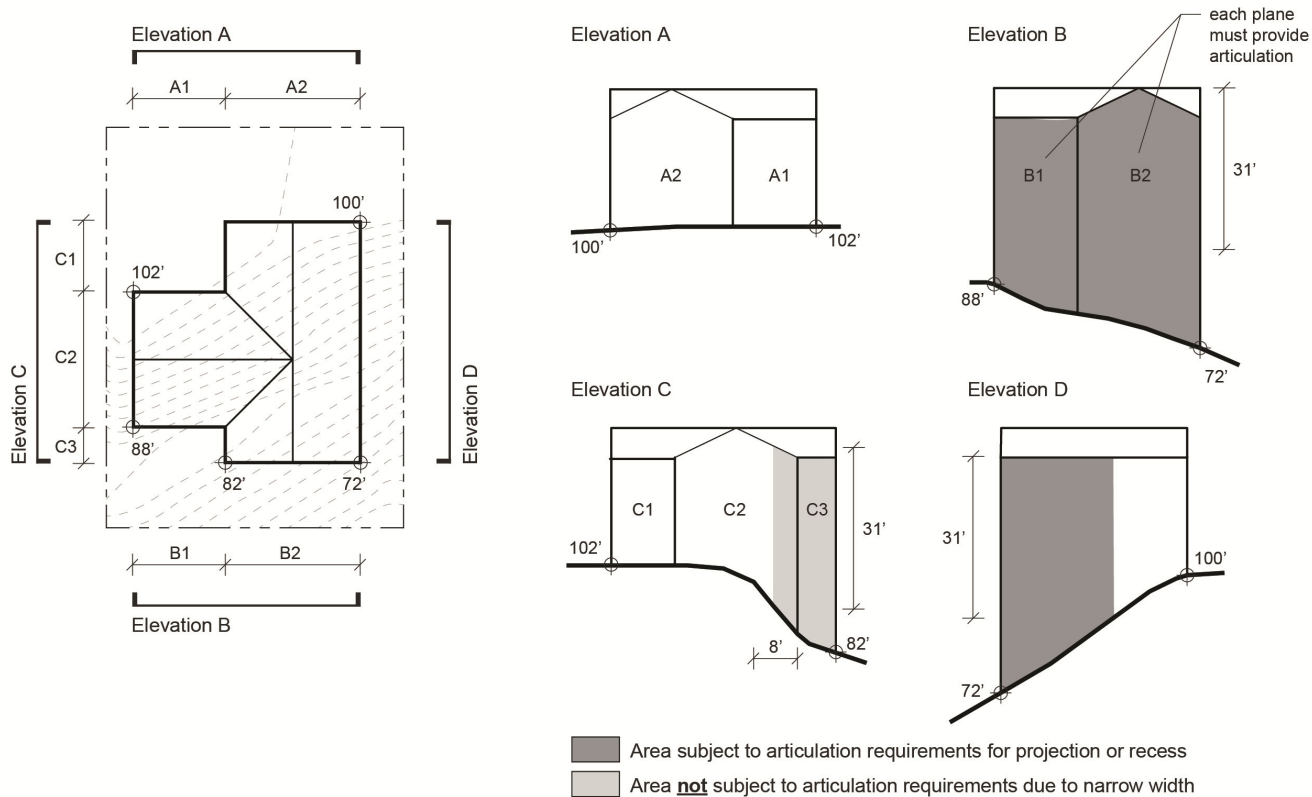 Elevation A
A1
A2
100'
102'
C1
C2
C3
88'
82'
72'
Elevation C
Elevation D
B1
B2
Elevation B
Elevation A
A2
A1
100'
102'
Elevation B
each plane
must provide
articulation
B1
B2
31'
88'
72'
Elevation C
C1
C2
C3
31'
102'
8'
82'
Elevation D
31'
100'
72'
Area subject to articulation requirements for projection or recess
Area not subject to articulation requirements due to narrow width